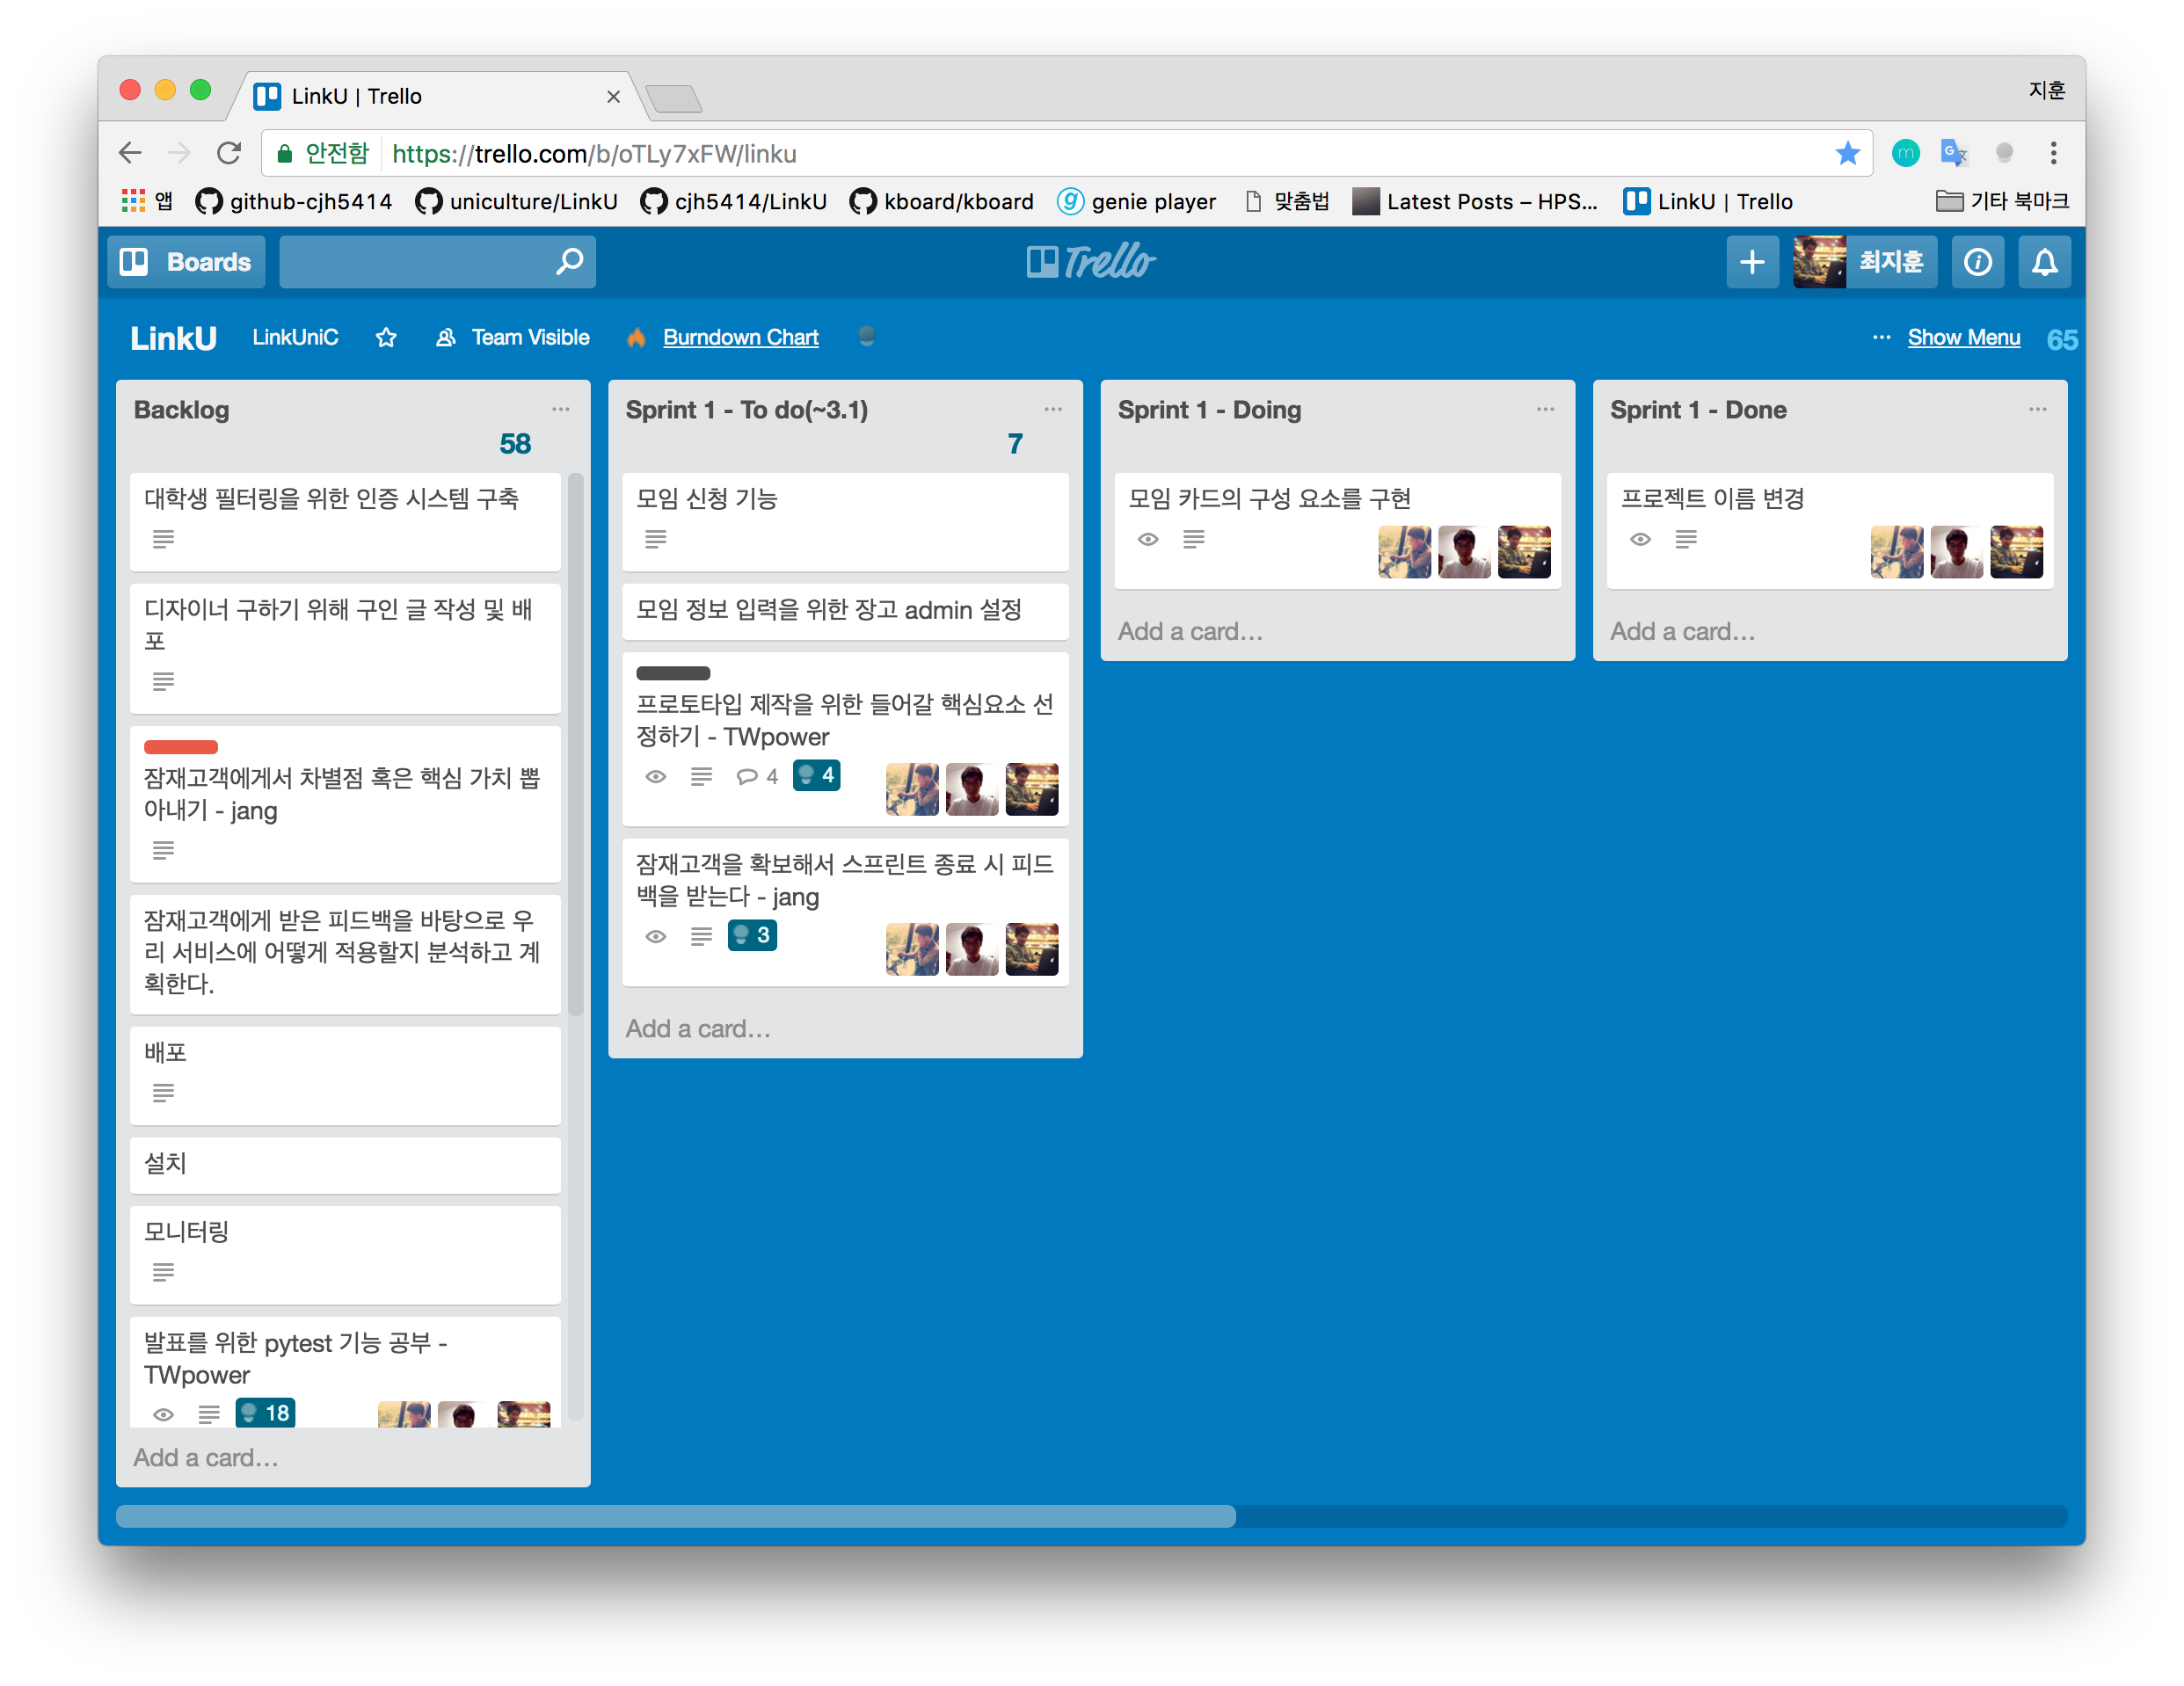 LinkU | Trello
지훈
안전함 https://trello.com/b/oTLy7xFW/linku
앱 github-cjh5414 uniculture/LinkU cjh5414/LinkU kboard/kboard genie player 맞춤법 Latest Posts – HPS... LinkU | Trello 기타 북마크
Boards Trello 최지훈
LinkU LinkUniC Team Visible Burndown Chart ... Show Menu 65
Backlog
58
대학생 필터링을 위한 인증 시스템 구축
디자이너 구하기 위해 구인 글 작성 및 배
포
잠재고객에게서 차별점 혹은 핵심 가치 뽑
아내기 - jang
잠재고객에게 받은 피드백을 바탕으로 우
리 서비스에 어떻게 적용할지 분석하고 계
획한다.
배포
설치
모니터링
발표를 위한 pytest 기능 공부 -
TWpower
18
Add a card...
Sprint 1 - To do(~3.1)
7
모임 신청 기능
모임 정보 입력을 위한 장고 admin 설정
프로토타입 제작을 위한 들어갈 핵심요소 선
정하기 - TWpower
4 4
잠재고객을 확보해서 스프린트 종료 시 피드
백을 받는다 - jang
3
Add a card...
Sprint 1 - Doing
모임 카드의 구성 요소를 구현
Add a card...
Sprint 1 - Done
프로젝트 이름 변경
Add a card...